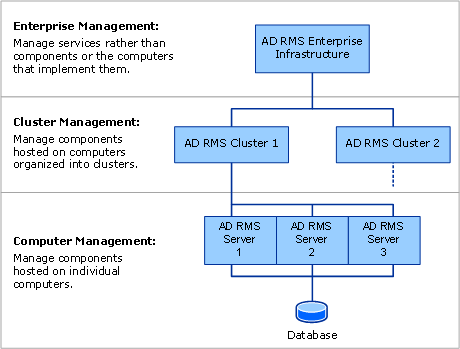 Enterprise Management:
Manage services rather than
components or the computers
that implement them.
AD RMS Enterprise
Infrastructure
Cluster Management:
Manage components
hosted on computers
organized into clusters.
AD RMS Cluster 1
AD RMS Cluster 2
Computer Management:
Manage components
hosted on individual
computers.
AD RMS
Server
1
AD RMS
Server
2
AD RMS
Server
3
Database